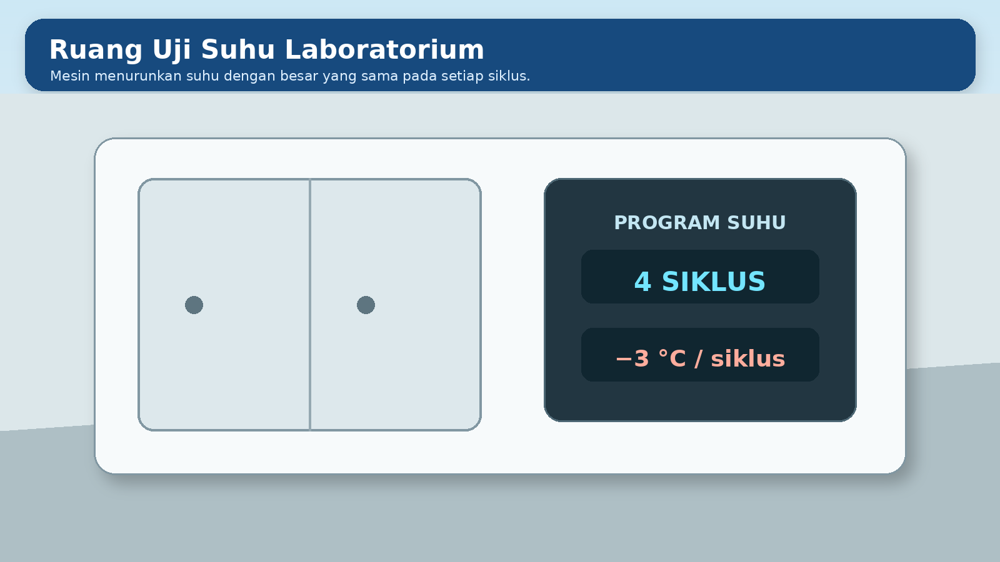 Ruang Uji Suhu Laboratorium
Mesin menurunkan suhu dengan besar yang sama pada setiap siklus.
PROGRAM SUHU
4 SIKLUS
−3 °C / siklus